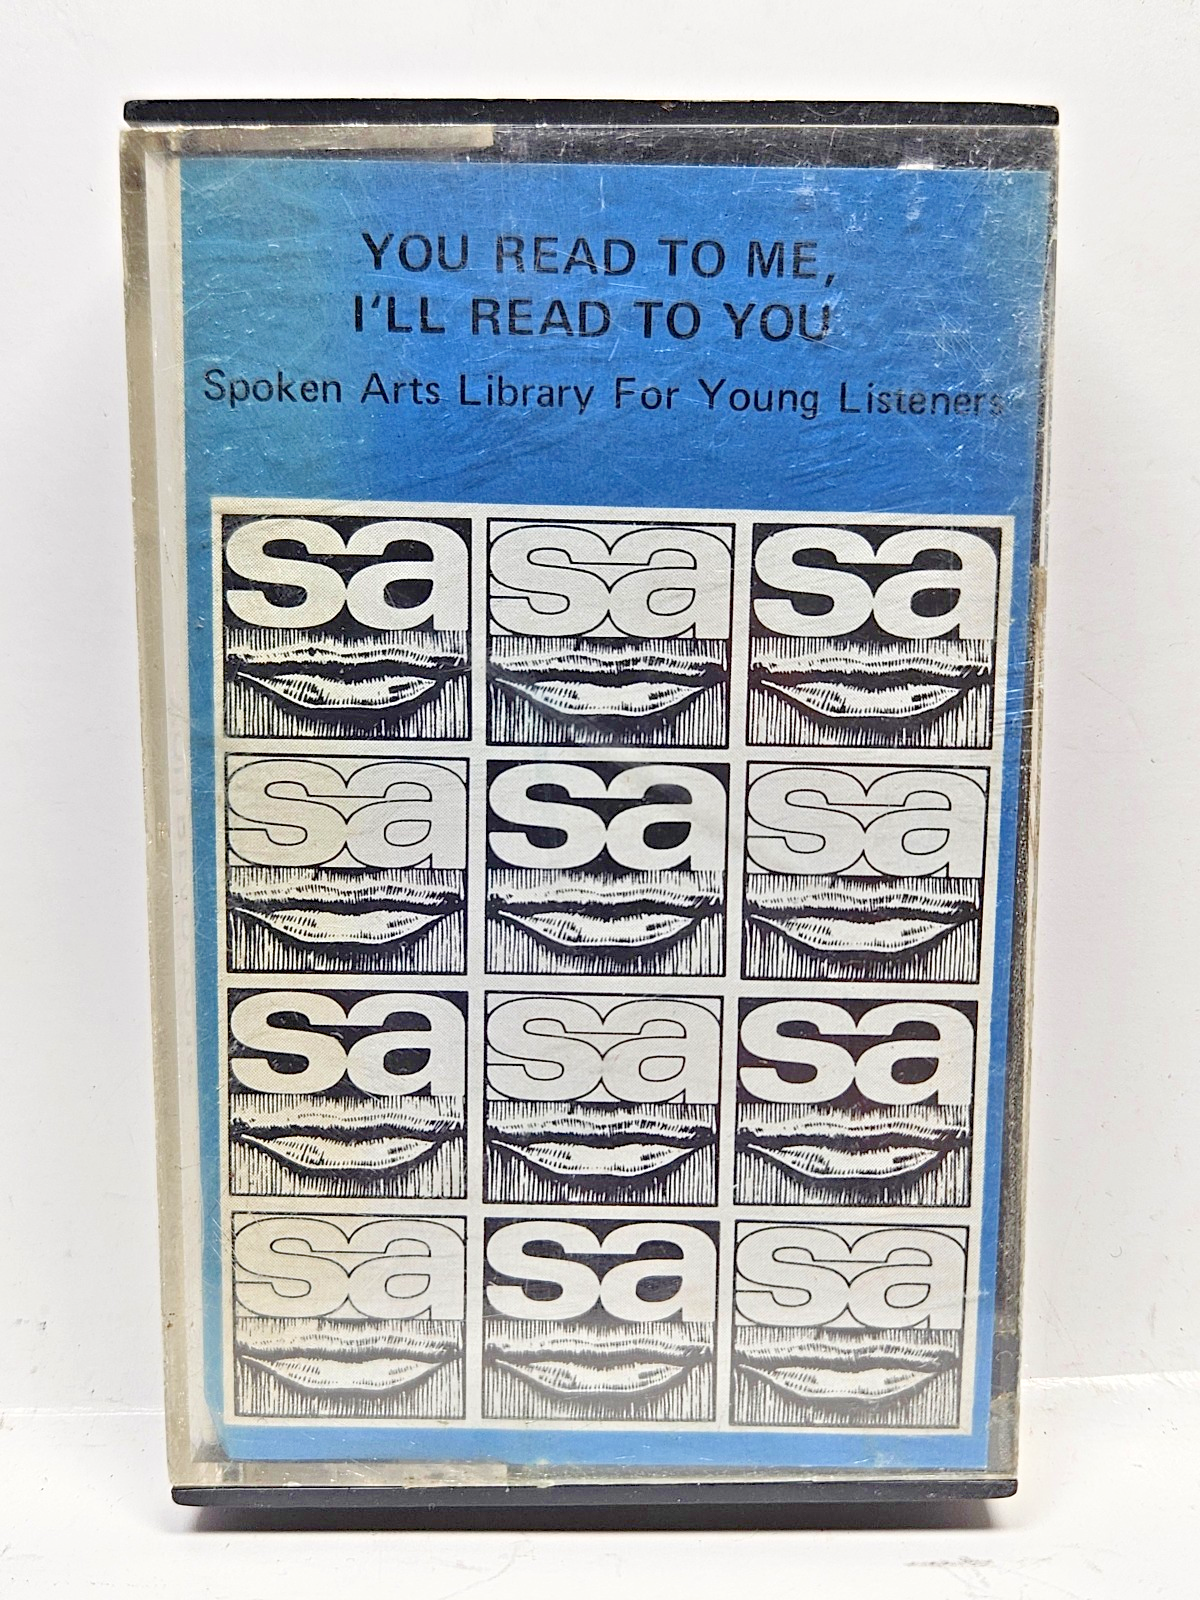 YOU READ TO ME,
I'LL READ TO YOU
Spoken Arts Library For Young Listeners
sa sa sa
sa sa sa
sa sa sa
sa sa sa